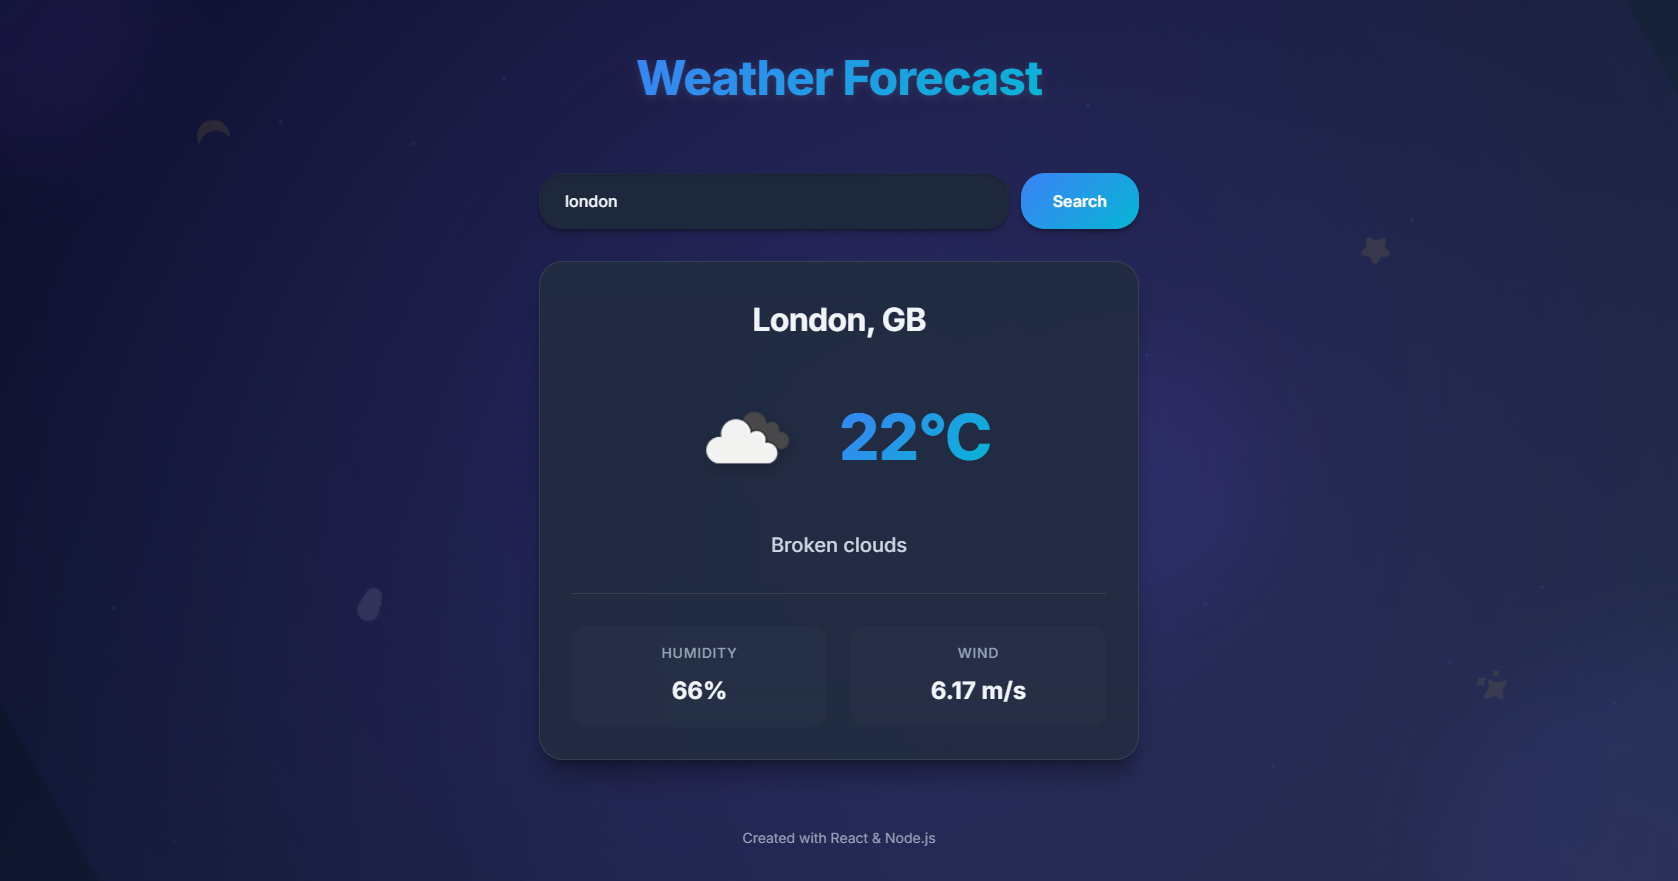 Weather Forecast
london
Search
London, GB
22°C
Broken clouds
HUMIDITY
66%
WIND
6.17 m/s
Created with React & Node.js